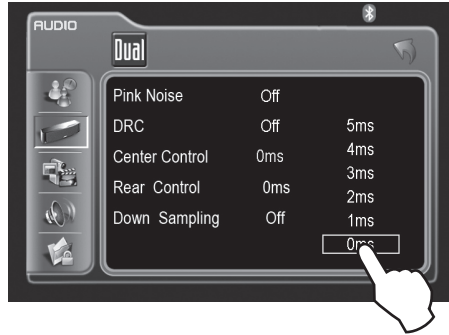 AUDIO
Dual
Pink Noise Off
DRC Off 5ms
Center Control 0ms 4ms
3ms
Rear Control 0ms 2ms
Down Sampling Off 1ms
0ms